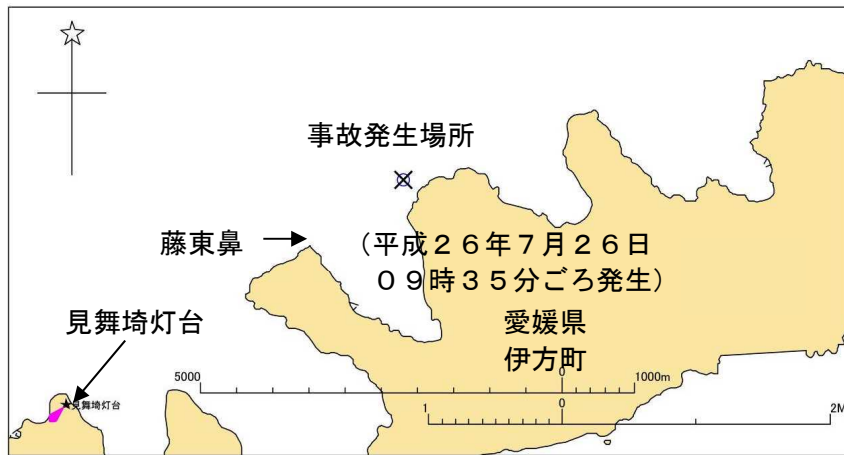 事故発生場所
藤東鼻
（平成２６年７月２６日
０９時３５分ごろ発生）
見舞埼灯台
愛媛県
伊方町
5000
0
1000m
見舞埼灯台
1
0
2M